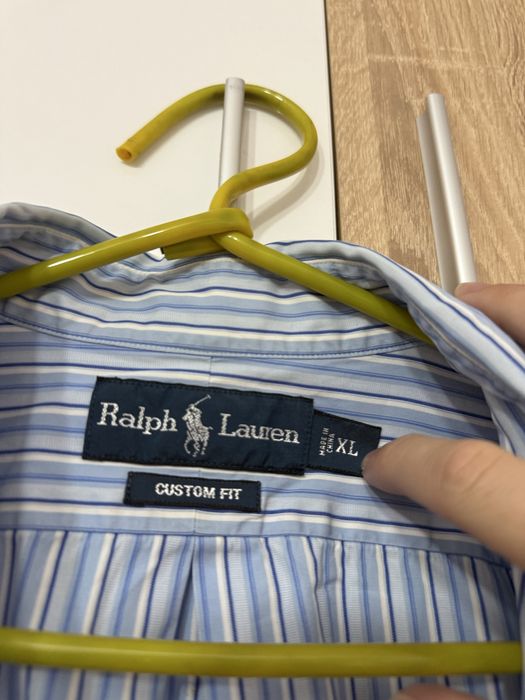 Ralph Lauren
MADE IN
CHINA
XL
CUSTOM FIT